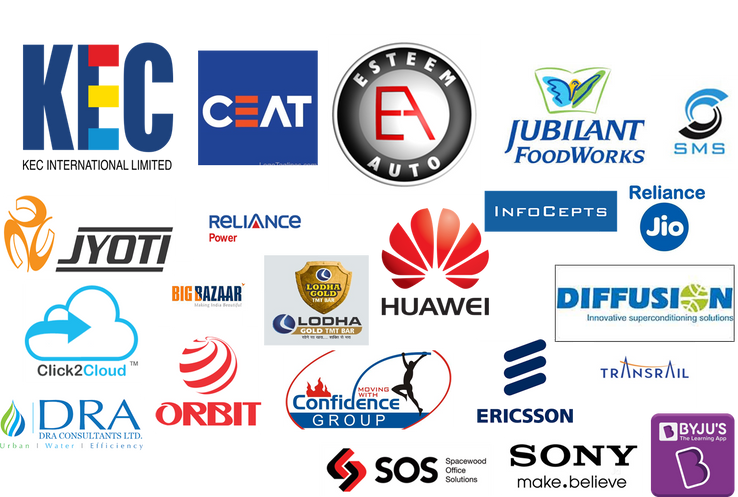 KEC
KEC INTERNATIONAL LIMITED
CEAT
ESTEEM
EA
AUTO
JUBILANT
FOODWORKS
SMS
JYOTI
RELIANCE
Power
HUAWEI
INFOCEPTS
Reliance
Jio
Click2Cloud™
BIG BAZAAR
Making India Beautiful
LODHA
GOLD
TMT BAR
LODHA
GOLD TMT BAR
DIFFUSION
Innovative superconditioning solutions
ORBIT
MOVING
WITH
Confidence
GROUP
ERICSSON
TRANSRAIL
DRA
DRA CONSULTANTS LTD.
Urban | Water | Efficiency
SOS
Spacewood
Office
Solutions
SONY
make.believe
BYJU'S
The Learning App
B